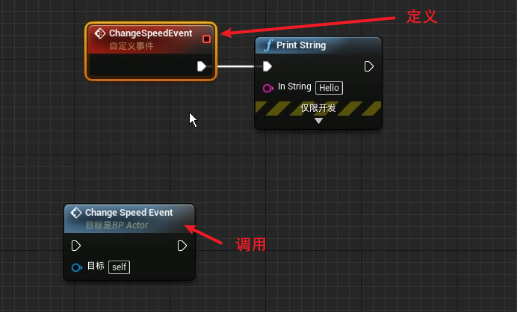 ChangeSpeedEvent
自定义事件
定义
Print String
In String Hello
仅限开发
Change Speed Event
目标是BP Actor
调用
目标 self